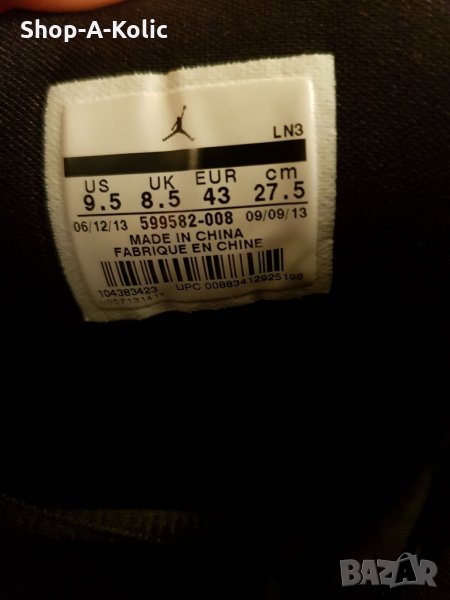 Shop-A-Kolic
LN3
US UK EUR cm
9.5 8.5 43 27.5
06/12/13 599582-008 09/09/13
MADE IN CHINA
FABRIQUE EN CHINE
104383423 UPC 00883412925198
BAZAR